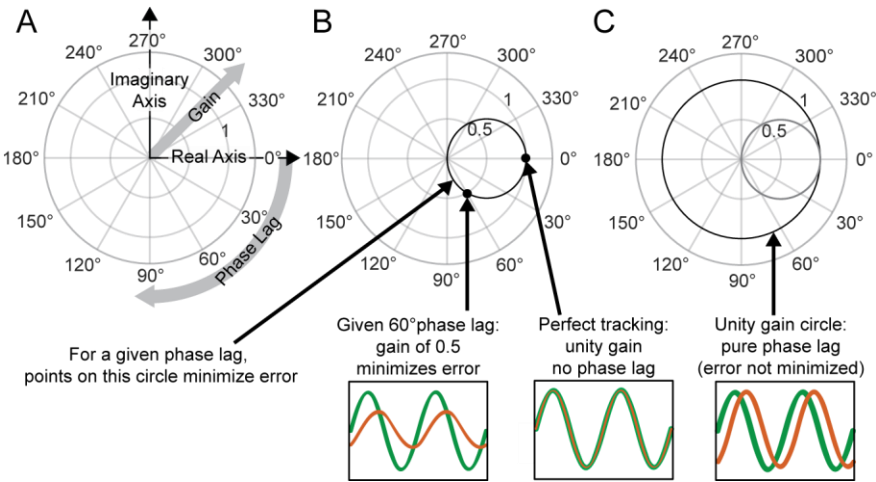 A
270°
240°
300°
Imaginary
Axis
Gain
210°
330°
1
180°
Real Axis
0°
150°
30°
120°
60°
90°
Phase Lag
For a given phase lag,
points on this circle minimize error
B
270°
240°
300°
210°
330°
1
0.5
180°
0°
150°
30°
120°
60°
90°
Given 60°phase lag:
gain of 0.5
minimizes error
Perfect tracking:
unity gain
no phase lag
C
270°
240°
300°
210°
330°
1
0.5
180°
0°
150°
30°
120°
60°
90°
Unity gain circle:
pure phase lag
(error not minimized)